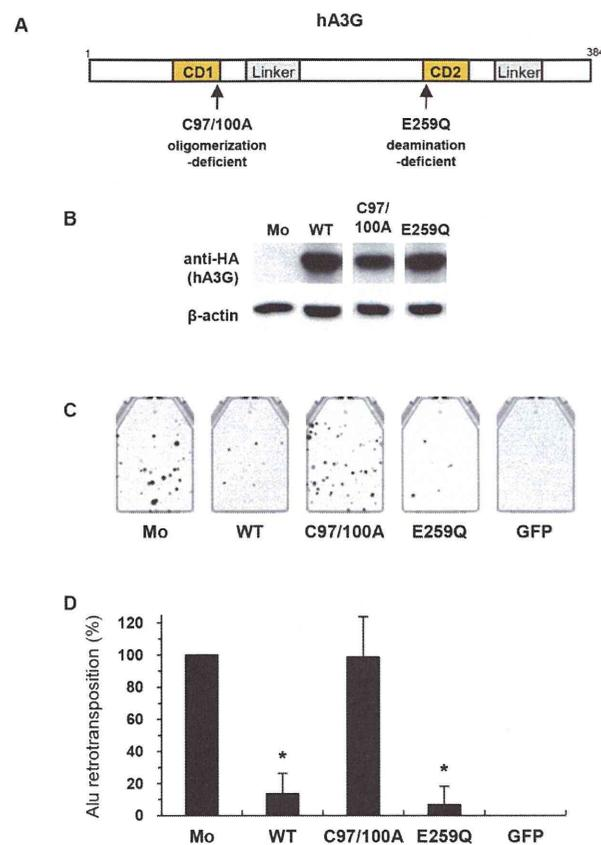 A
hA3G
1
384
CD1
Linker
CD2
Linker
C97/100A
oligomerization
-deficient
E259Q
deamination
-deficient
B
Mo
WT
C97/
100A
E259Q
anti-HA
(hA3G)
β-actin
C
Mo
WT
C97/100A
E259Q
GFP
D
Alu retrotransposition (%)
120
100
80
60
40
20
0
*
*
Mo
WT
C97/100A
E259Q
GFP